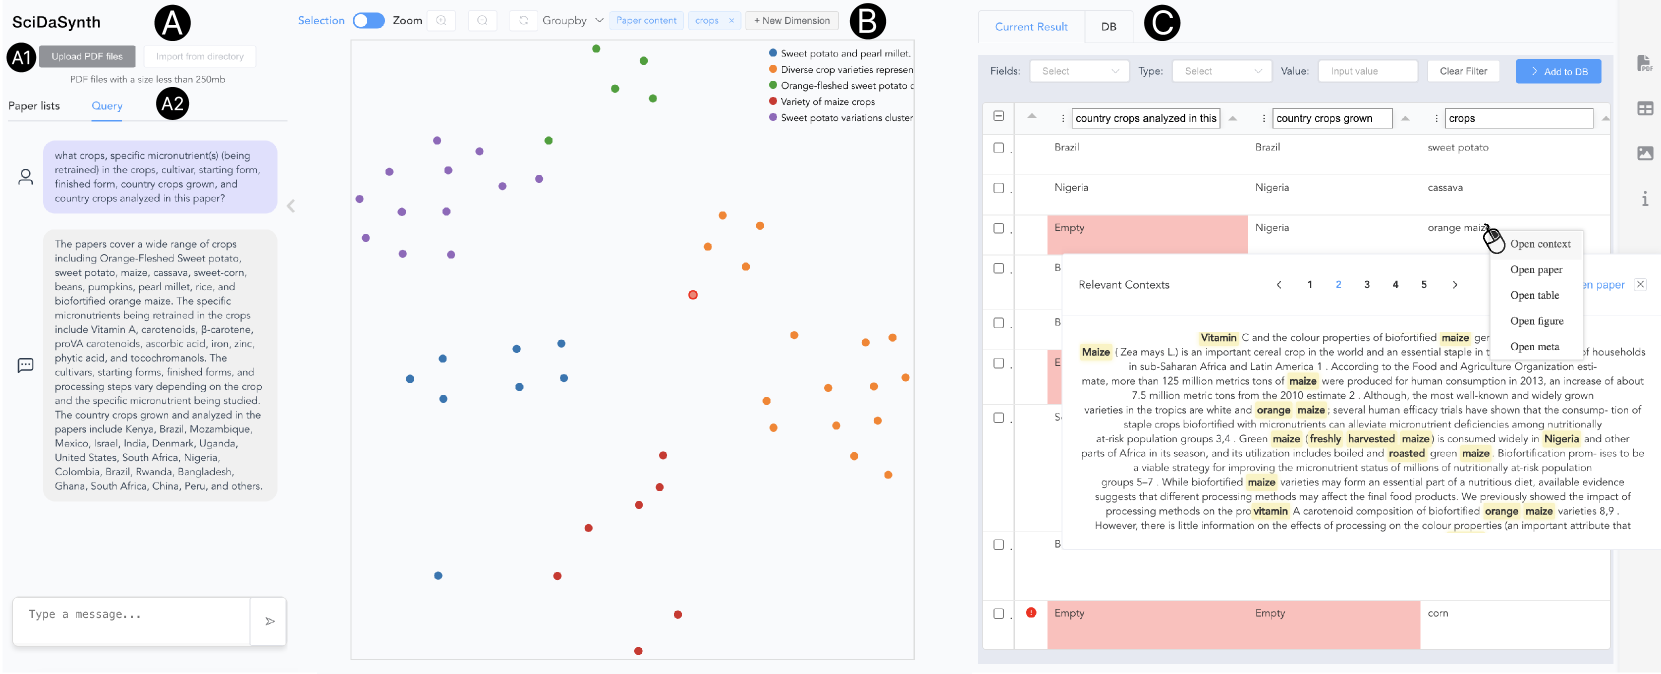 SciDaSynth
A
A1
Upload PDF files
Import from directory
PDF files with a size less than 250mb
Paper lists
Query
A2
what crops, specific micronutrient(s) (being
retrained) in the crops, cultivar, starting form,
finished form, country crops grown, and
country crops analyzed in this paper?
The papers cover a wide range of crops
including Orange-Fleshed Sweet potato,
sweet potato, maize, cassava, sweet-corn,
beans, pumpkins, pearl millet, rice, and
biofortified orange maize. The specific
micronutrients being retrained in the crops
include Vitamin A, carotenoids, β-carotene,
proVA carotenoids, ascorbic acid, iron, zinc,
phytic acid, and tocochromanols. The
cultivars, starting forms, finished forms, and
processing steps vary depending on the crop
and the specific micronutrient being studied.
The country crops grown and analyzed in the
papers include Kenya, Brazil, Mozambique,
Mexico, Israel, India, Denmark, Uganda,
United States, South Africa, Nigeria,
Colombia, Brazil, Rwanda, Bangladesh,
Ghana, South Africa, China, Peru, and others.
Type a message...
Selection
Zoom
Groupby
Paper content
crops ×
+ New Dimension
B
Sweet potato and pearl millet.
Diverse crop varieties represen
Orange-fleshed sweet potato c
Variety of maize crops
Sweet potato variations cluster
Current Result
DB
C
Fields:
Select
Type:
Select
Value:
Input value
Clear Filter
Add to DB
country crops analyzed in this
country crops grown
crops
Brazil
Brazil
sweet potato
Nigeria
Nigeria
cassava
Empty
Nigeria
orange maiz
Open context
Open paper
Open table
Open figure
Open meta
B
Relevant Contexts
< 1 2 3 4 5 >
en paper
B
E
Vitamin C and the colour properties of biofortified maize ger
Maize ( Zea mays L.) is an important cereal crop in the world and an essential staple in t of households
in sub-Saharan Africa and Latin America 1 . According to the Food and Agriculture Organization esti-
mate, more than 125 million metrics tons of maize were produced for human consumption in 2013, an increase of about
7.5 million metric tons from the 2010 estimate 2 . Although, the most well-known and widely grown
varieties in the tropics are white and orange maize; several human efficacy trials have shown that the consump- tion of
staple crops biofortified with micronutrients can alleviate micronutrient deficiencies among nutritionally
at-risk population groups 3,4 . Green maize (freshly harvested maize) is consumed widely in Nigeria and other
parts of Africa in its season, and its utilization includes boiled and roasted green maize. Biofortification prom- ises to be
a viable strategy for improving the micronutrient status of millions of nutritionally at-risk population
groups 5–7 . While biofortified maize varieties may form an essential part of a nutritious diet, available evidence
suggests that different processing methods may affect the final food products. We previously showed the impact of
processing methods on the provitamin A carotenoid composition of biofortified orange maize varieties 8,9 .
However, there is little information on the effects of processing on the colour properties (an important attribute that
B
Empty
Empty
corn
PDF